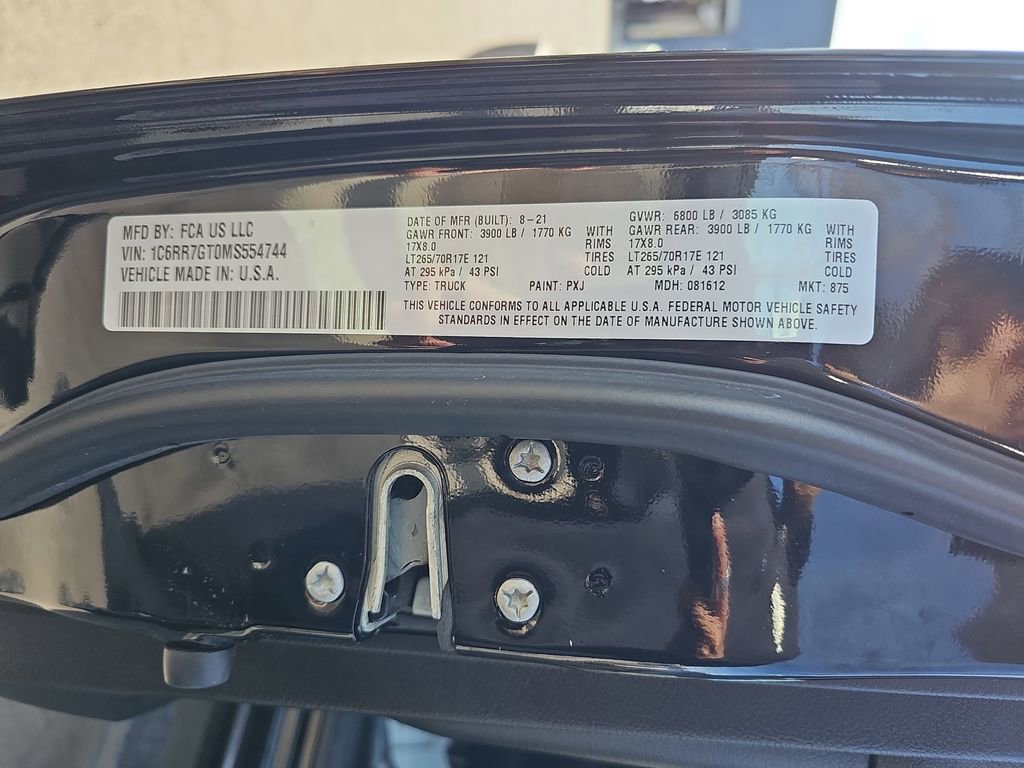 MFD BY: FCA US LLC
VIN: 1C6RR7GT0MS554744
VEHICLE MADE IN: U.S.A.
DATE OF MFR (BUILT): 8-21 GVWR: 6800 LB / 3085 KG
GAWR FRONT: 3900 LB / 1770 KG WITH GAWR REAR: 3900 LB / 1770 KG WITH
17X8.0 RIMS 17X8.0 RIMS
LT265/70R17E 121 TIRES LT265/70R17E 121 TIRES
AT 295 kPa / 43 PSI COLD AT 295 kPa / 43 PSI COLD
TYPE: TRUCK PAINT: PXJ MDH: 081612 MKT: 875
THIS VEHICLE CONFORMS TO ALL APPLICABLE U.S.A. FEDERAL MOTOR VEHICLE SAFETY
STANDARDS IN EFFECT ON THE DATE OF MANUFACTURE SHOWN ABOVE.